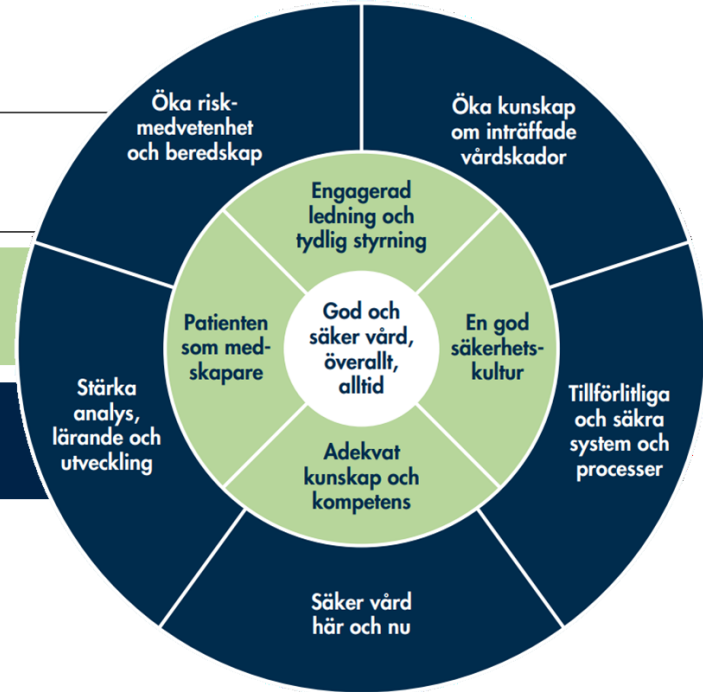 Öka risk-
medvetenhet
och beredskap
Öka kunskap
om inträffade
vårdskador
Engagerad
ledning och
tydlig styrning
Patienten
som med-
skapare
God och
säker vård,
överallt,
alltid
En god
säkerhets-
kultur
Stärka
analys,
lärande och
utveckling
Tillförlitliga
och säkra
system och
processer
Adekvat
kunskap och
kompetens
Säker vård
här och nu